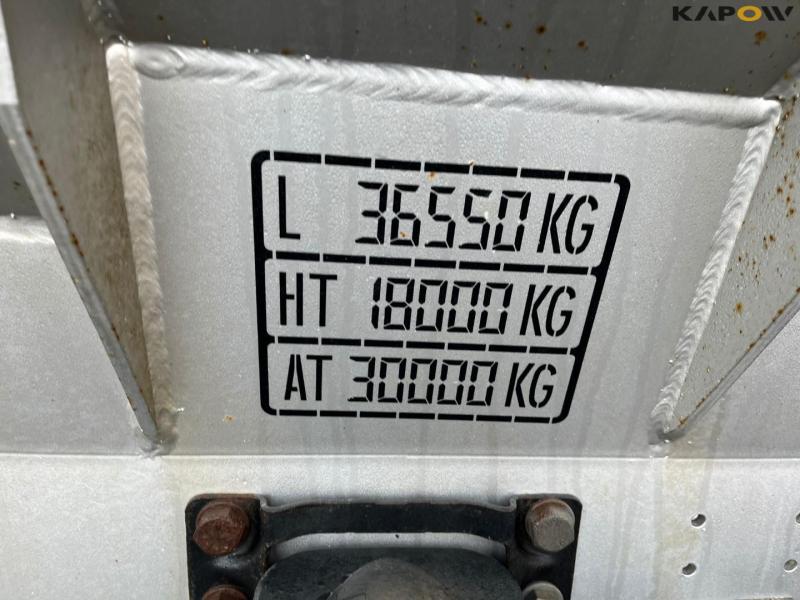 KAPOW
L 36550 KG
HT 18000 KG
AT 30000 KG